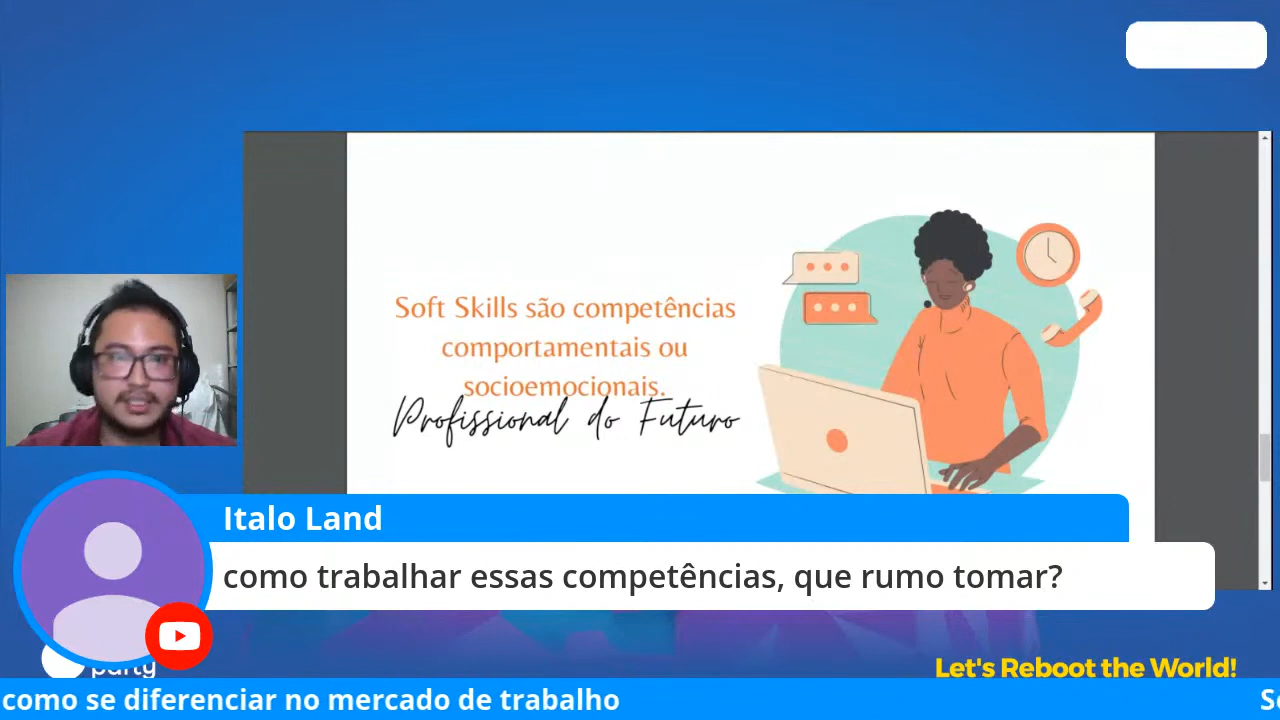 Soft Skills são competências
comportamentais ou
socioemocionais.
Profissional do Futuro
Italo Land
como trabalhar essas competências, que rumo tomar?
party
Let's Reboot the World!
como se diferenciar no mercado de trabalho